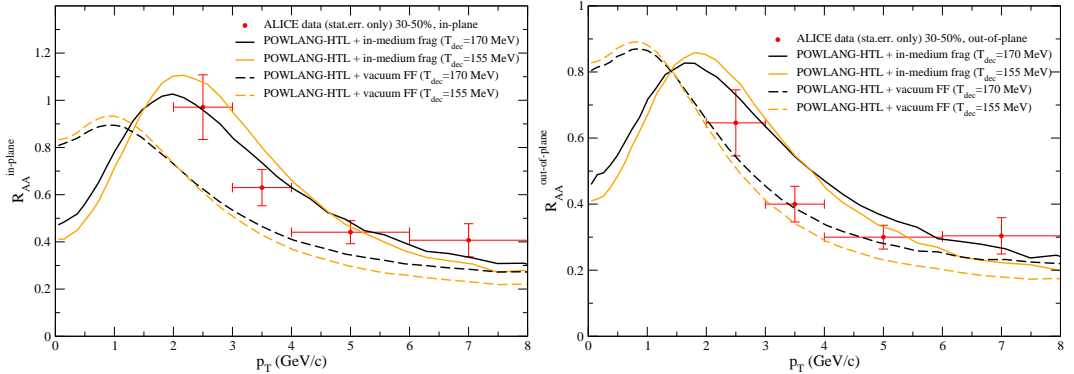 ALICE data (stat.err. only) 30-50%, in-plane
POWLANG-HTL + in-medium frag (T_dec=170 MeV)
POWLANG-HTL + in-medium frag (T_dec=155 MeV)
POWLANG-HTL + vacuum FF (T_dec=170 MeV)
POWLANG-HTL + vacuum FF (T_dec=155 MeV)
R_AA^in-plane
1.2
1
0.8
0.6
0.4
0.2
0
0 1 2 3 4 5 6 7 8
p_T (GeV/c)
ALICE data (sta.err. only) 30-50%, out-of-plane
POWLANG-HTL + in-medium frag (T_dec=170 MeV)
POWLANG-HTL + in-medium frag (T_dec=155 MeV)
POWLANG-HTL + vacuum FF (T_dec=170 MeV)
POWLANG-HTL + vacuum FF (T_dec=155 MeV)
R_AA^out-of-plane
1
0.8
0.6
0.4
0.2
0
0 1 2 3 4 5 6 7 8
p_T (GeV/c)